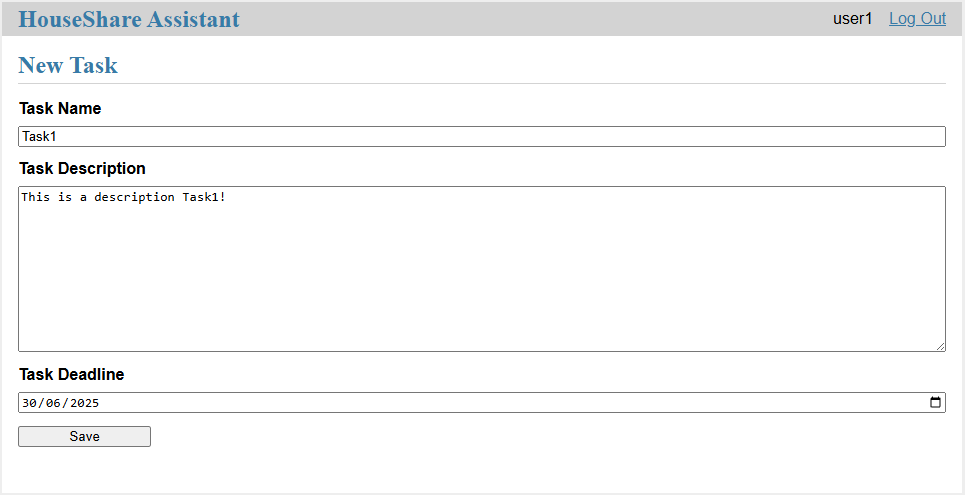 HouseShare Assistant
user1 Log Out
New Task
Task Name
Task1
Task Description
This is a description Task1!
Task Deadline
30/06/2025
Save